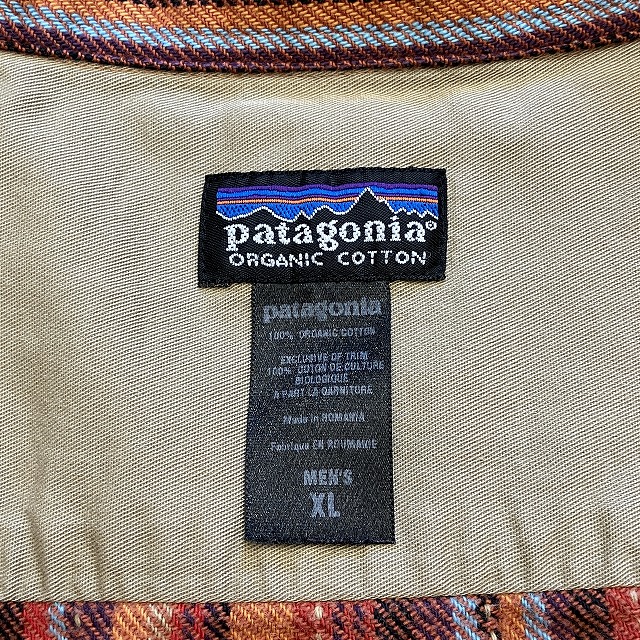 patagonia®
ORGANIC COTTON
patagonia
100% ORGANIC COTTON
EXCLUSIVE OF TRIM
100% COTON DE CULTURE
BIOLOGIQUE
A PART LA GARNITURE
Made in ROMANIA
Fabriqué EN ROUMANIE
MEN'S
XL